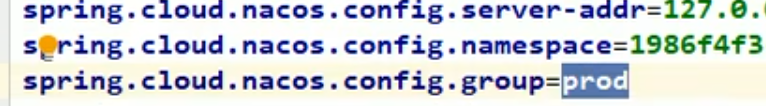 spring.cloud.nacos.config.server-addr=127.0.
spring.cloud.nacos.config.namespace=1986f4f3
spring.cloud.nacos.config.group=prod